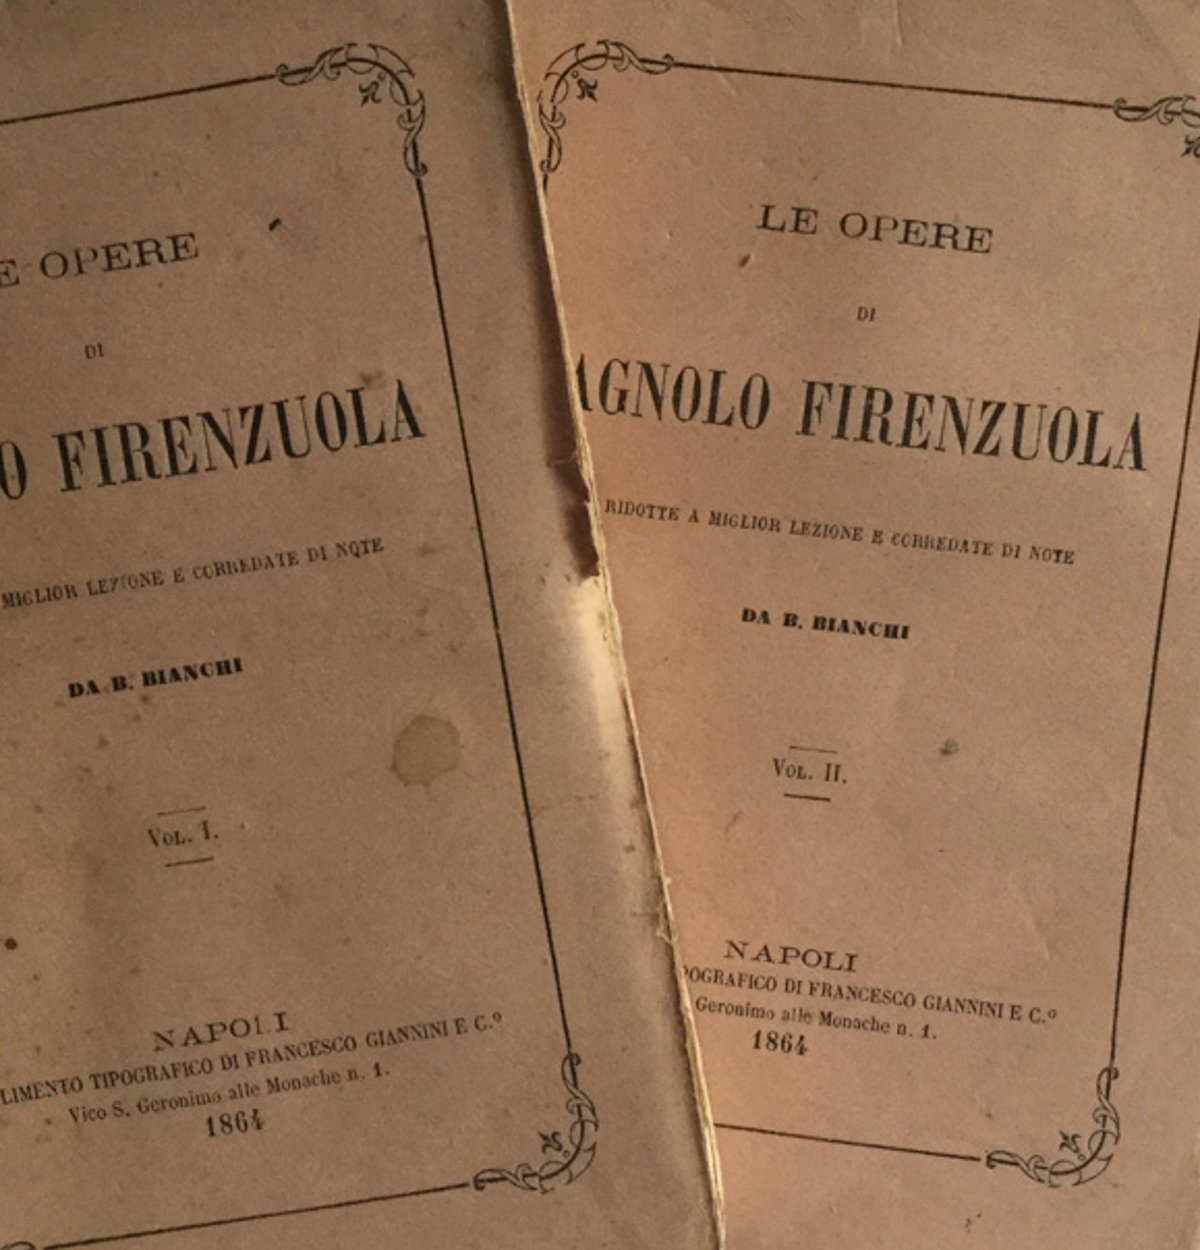 OPERE
DI
O FIRENZUOLA
MIGLIOR LEZIONE E CORREDATE DI NOTE
DA B. BIANCHI
VOL. I.
NAPOLI
LIMENTO TIPOGRAFICO DI FRANCESCO GIANNINI E C.º
Vico S. Geronimo alle Monache n. 1.
1864
LE OPERE
DI
AGNOLO FIRENZUOLA
RIDOTTE A MIGLIOR LEZIONE E CORREDATE DI NOTE
DA B. BIANCHI
VOL. II.
NAPOLI
POGRAFICO DI FRANCESCO GIANNINI E C.º
Geronimo alle Monache n. 1.
1864